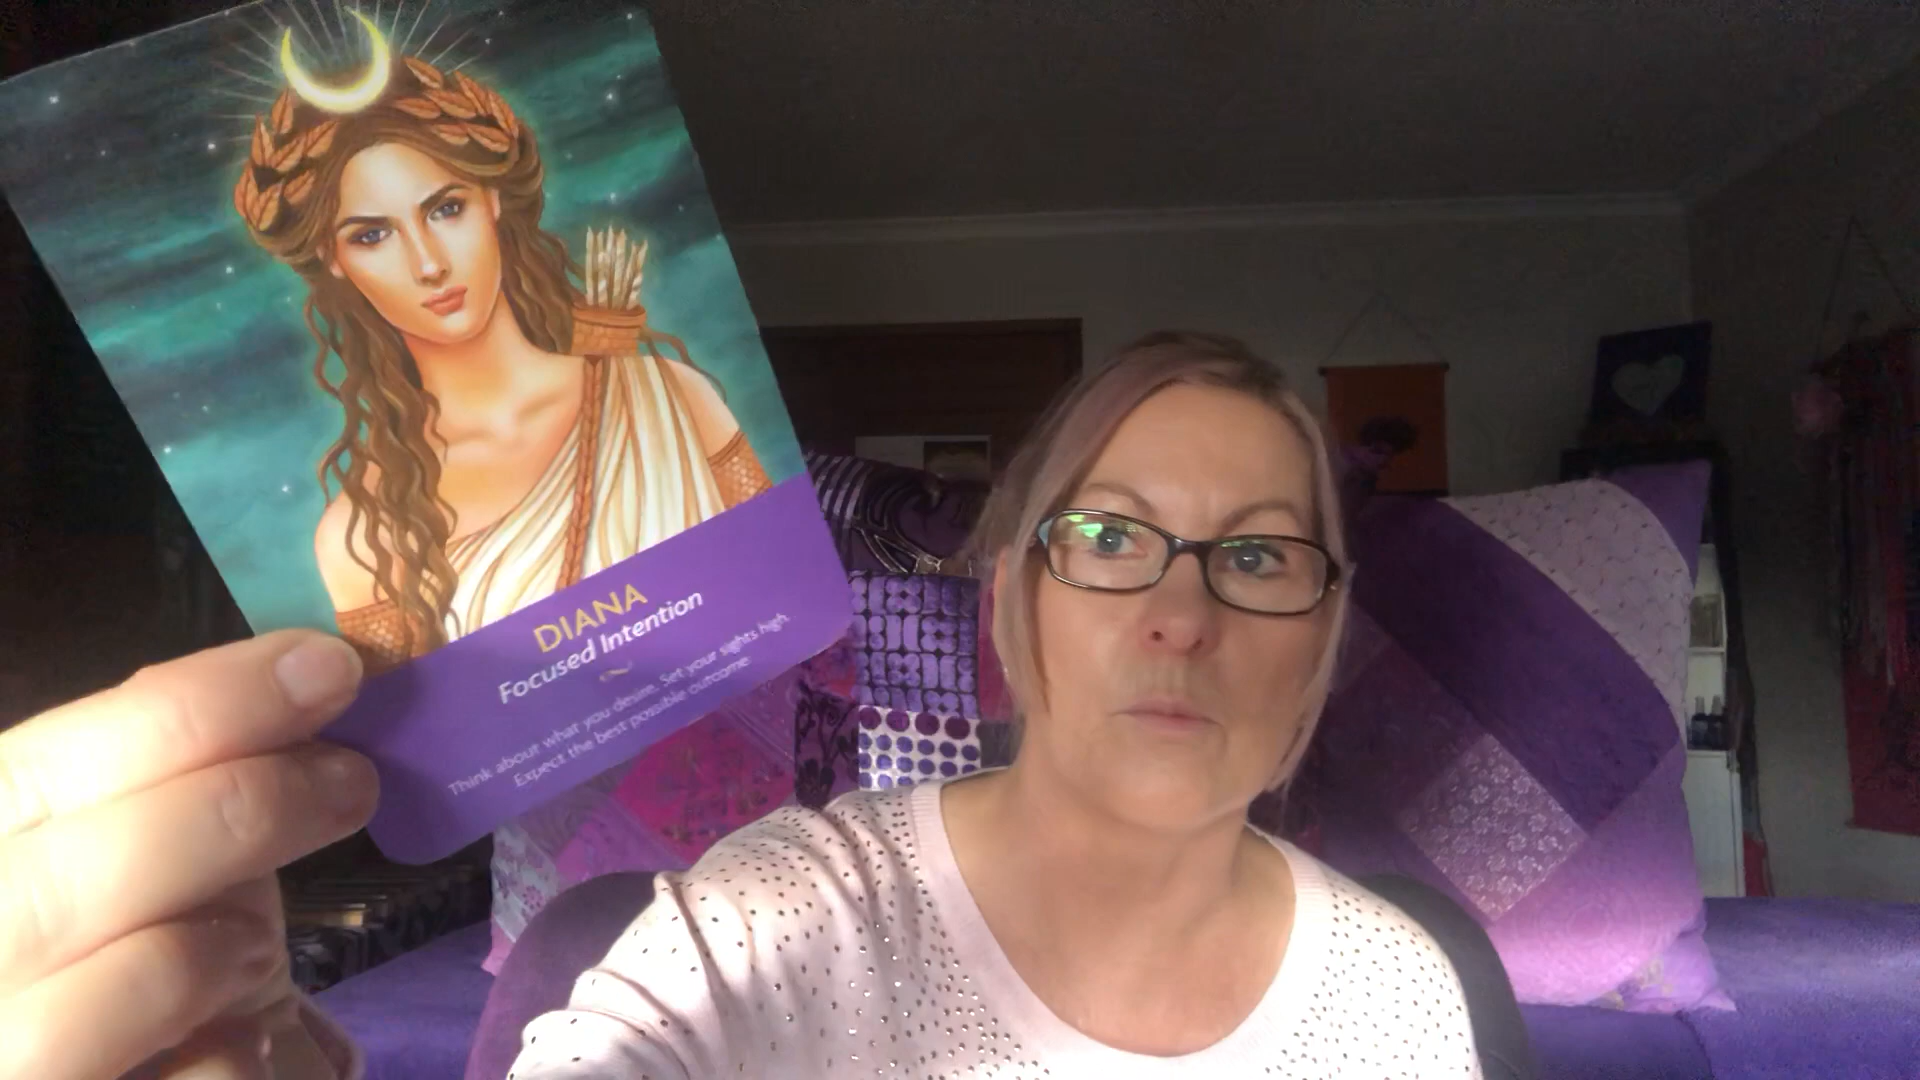 DIANA
Focused Intention
Think about what you desire. Set your sights high.
Expect the best possible outcome.